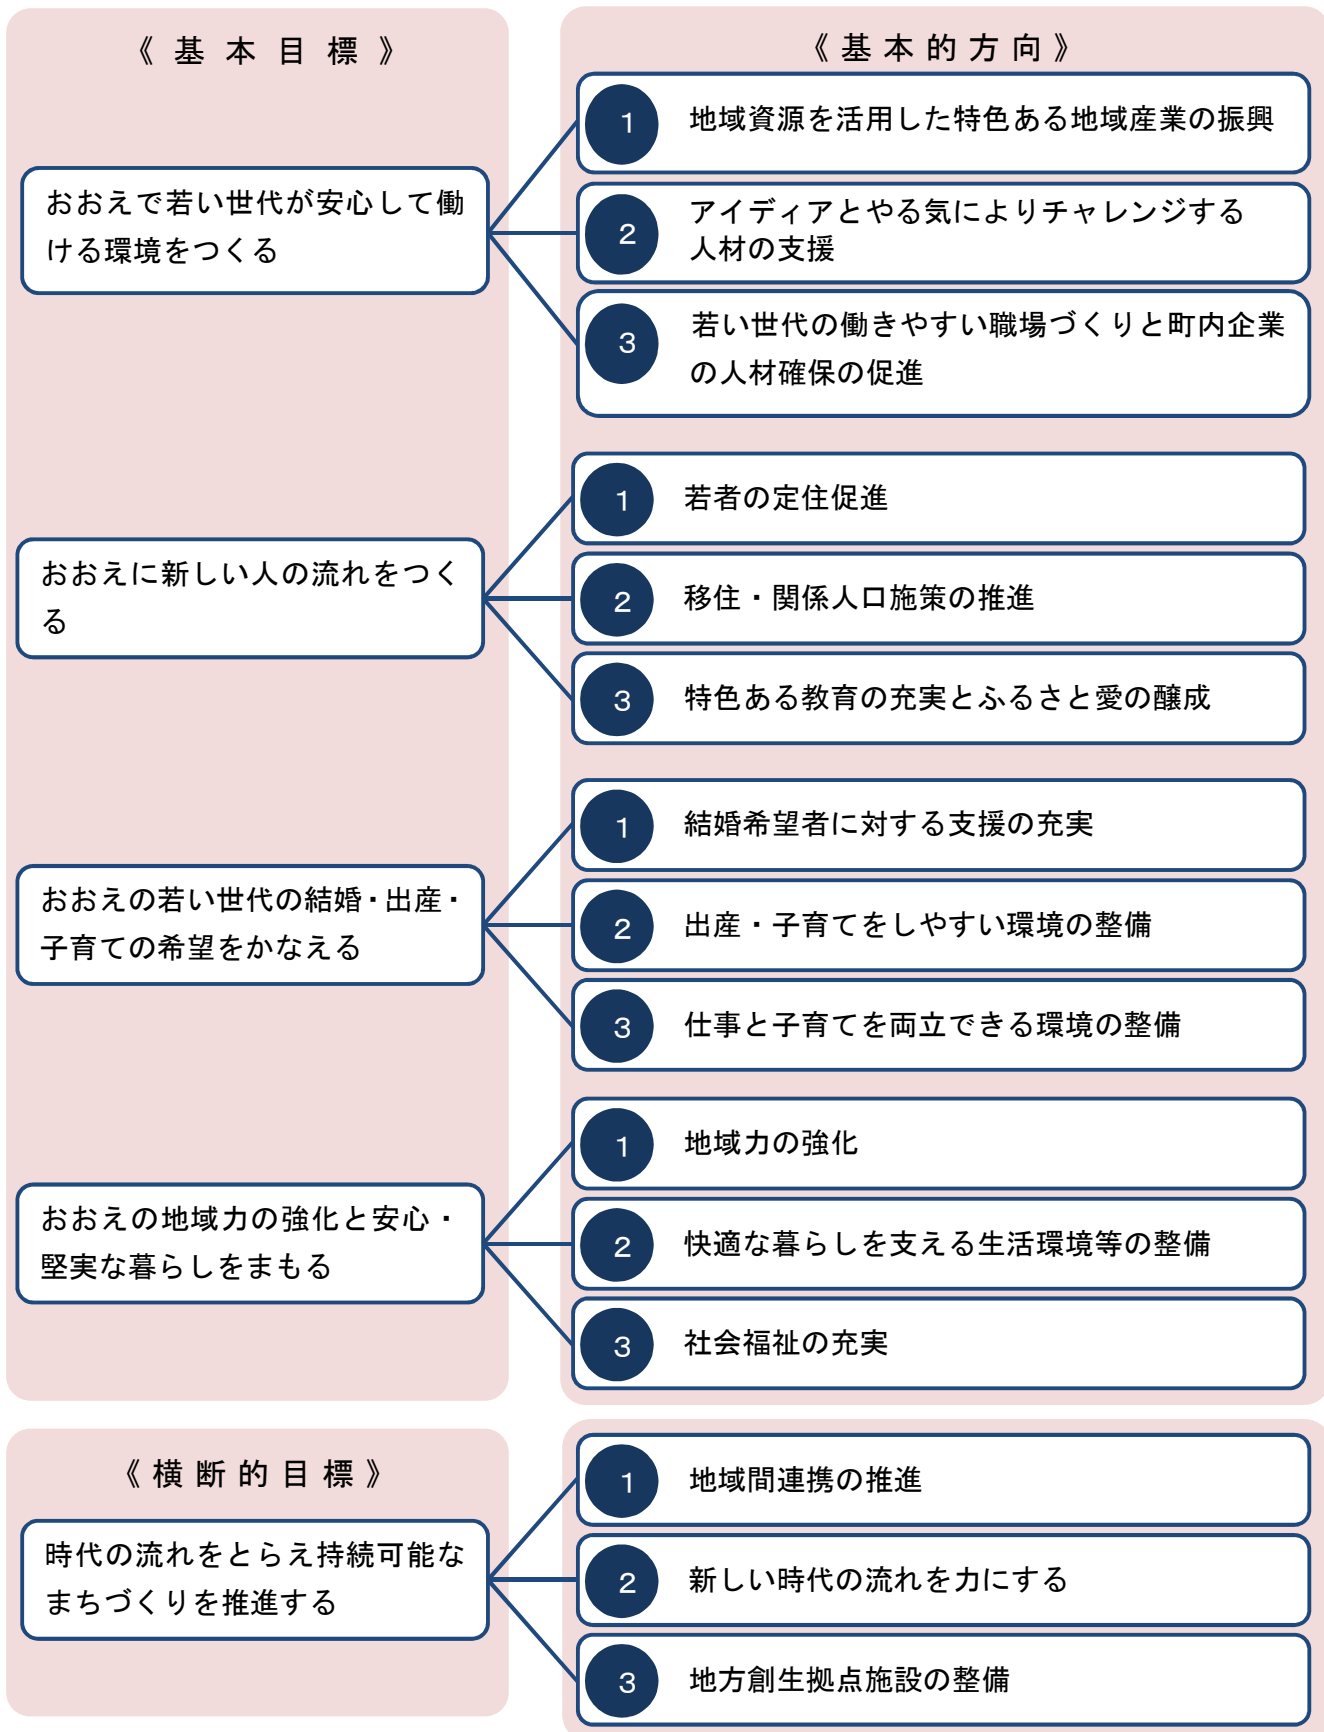 《基本目標》
《基本的方向》
おおえで若い世代が安心して働
ける環境をつくる
1
地域資源を活用した特色ある地域産業の振興
2
アイディアとやる気によりチャレンジする
人材の支援
3
若い世代の働きやすい職場づくりと町内企業
の人材確保の促進
おおえに新しい人の流れをつく
る
1
若者の定住促進
2
移住・関係人口施策の推進
3
特色ある教育の充実とふるさと愛の醸成
おおえの若い世代の結婚・出産・
子育ての希望をかなえる
1
結婚希望者に対する支援の充実
2
出産・子育てをしやすい環境の整備
3
仕事と子育てを両立できる環境の整備
おおえの地域力の強化と安心・
堅実な暮らしをまもる
1
地域力の強化
2
快適な暮らしを支える生活環境等の整備
3
社会福祉の充実
《横断的目標》
時代の流れをとらえ持続可能な
まちづくりを推進する
1
地域間連携の推進
2
新しい時代の流れを力にする
3
地方創生拠点施設の整備